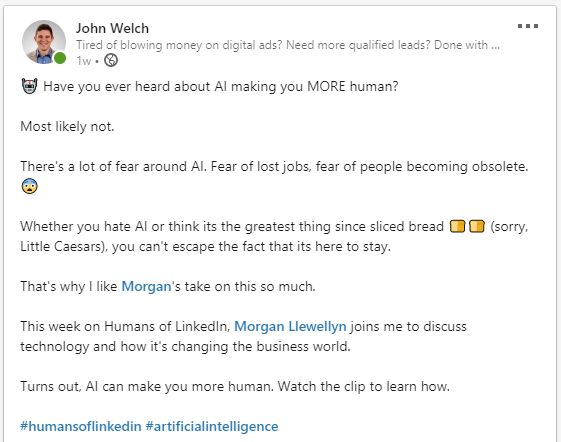 John Welch
Tired of blowing money on digital ads? Need more qualified leads? Done with ...
1w •
🤖 Have you ever heard about AI making you MORE human?
Most likely not.
There's a lot of fear around AI. Fear of lost jobs, fear of people becoming obsolete.
😨
Whether you hate AI or think its the greatest thing since sliced bread 🍞🍞 (sorry,
Little Caesars), you can't escape the fact that its here to stay.
That's why I like Morgan's take on this so much.
This week on Humans of LinkedIn, Morgan Llewellyn joins me to discuss
technology and how it's changing the business world.
Turns out, AI can make you more human. Watch the clip to learn how.
#humansoflinkedin #artificialintelligence